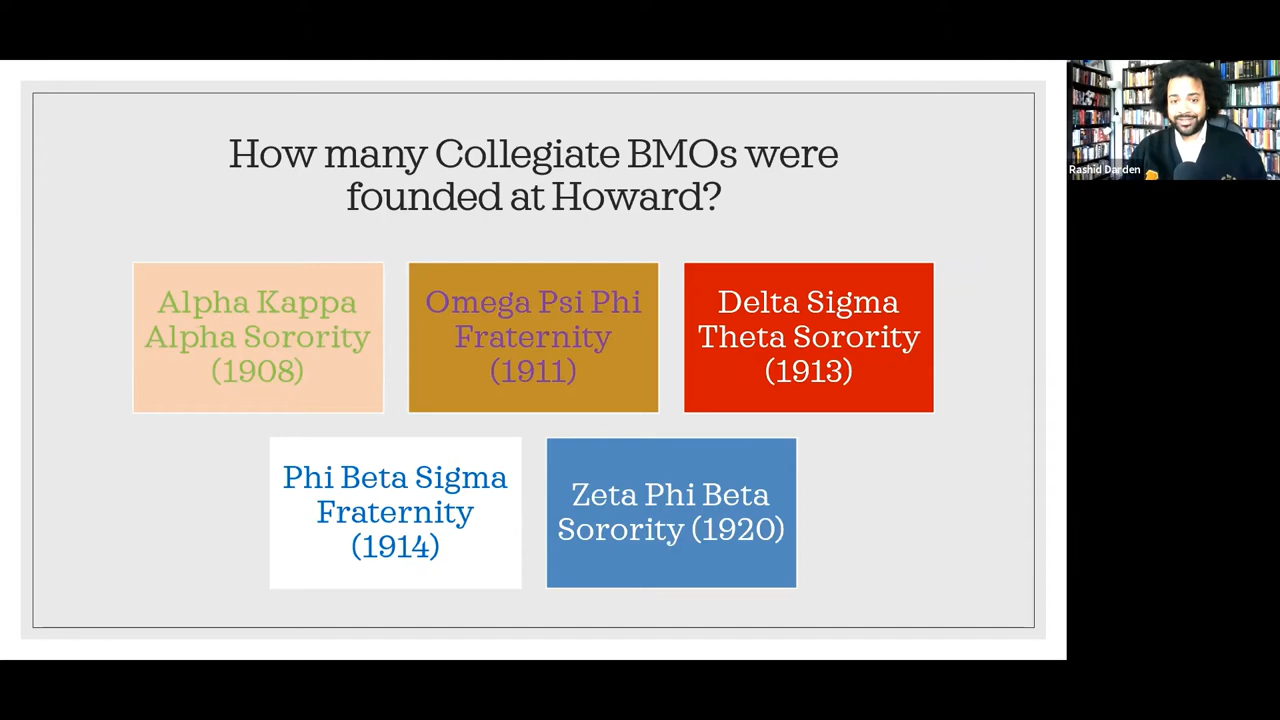 How many Collegiate BMOs were
founded at Howard?
Alpha Kappa
Alpha Sorority
(1908)
Omega Psi Phi
Fraternity
(1911)
Delta Sigma
Theta Sorority
(1913)
Phi Beta Sigma
Fraternity
(1914)
Zeta Phi Beta
Sorority (1920)
Rashid Darden